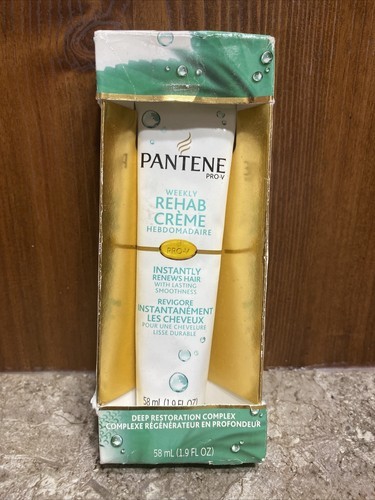 PANTENE
PRO-V
WEEKLY
REHAB
CRÈME
HEBDOMADAIRE
PRO-V
INSTANTLY
RENEWS HAIR
WITH LASTING
SMOOTHNESS
REVIGORE
INSTANTANÉMENT
LES CHEVEUX
POUR UNE CHEVELURE
LISSE DURABLE
58 mL (1.9 FL OZ)
DEEP RESTORATION COMPLEX
COMPLEXE RÉGÉNÉRATEUR EN PROFONDEUR
58 mL (1.9 FL OZ)